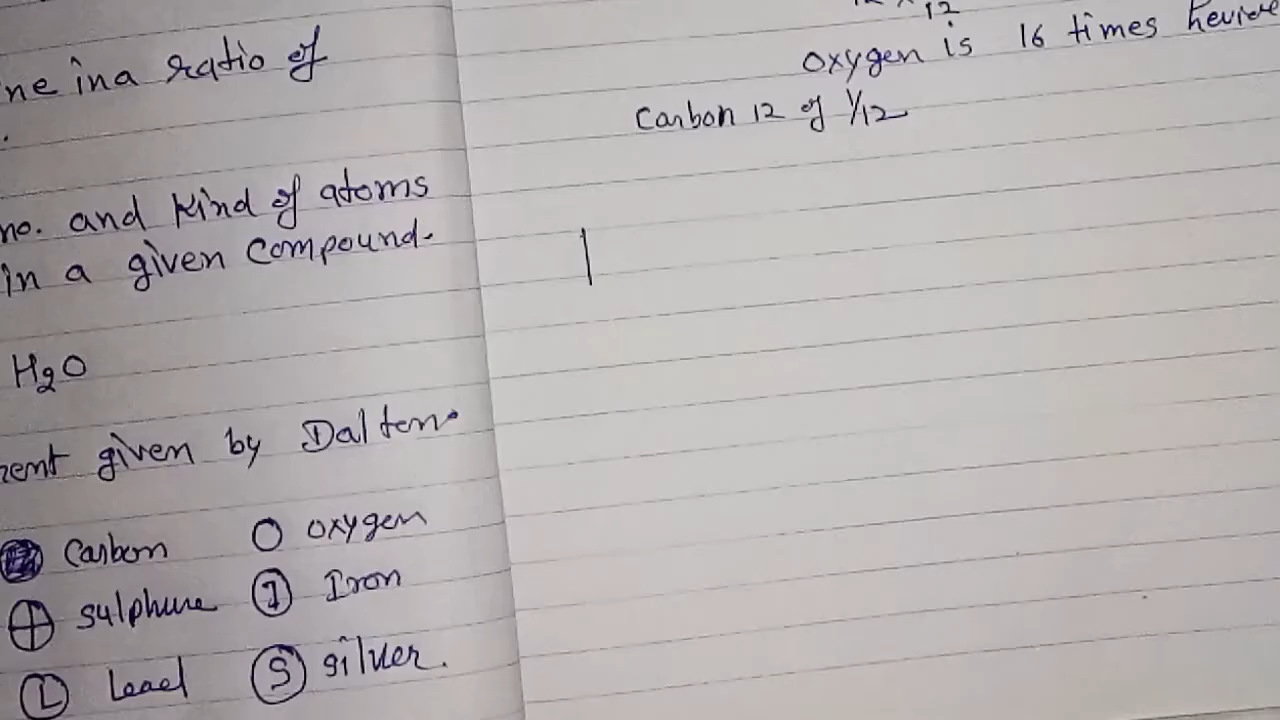 ne in a ratio of
.
no. and kind of atoms
in a given compound.
H2O
ment given by Dalton.
Carbon O oxygen
sulphure I Iron
L Lead S silver.
12
oxygen is 16 times
Carbon 12 of 1/12